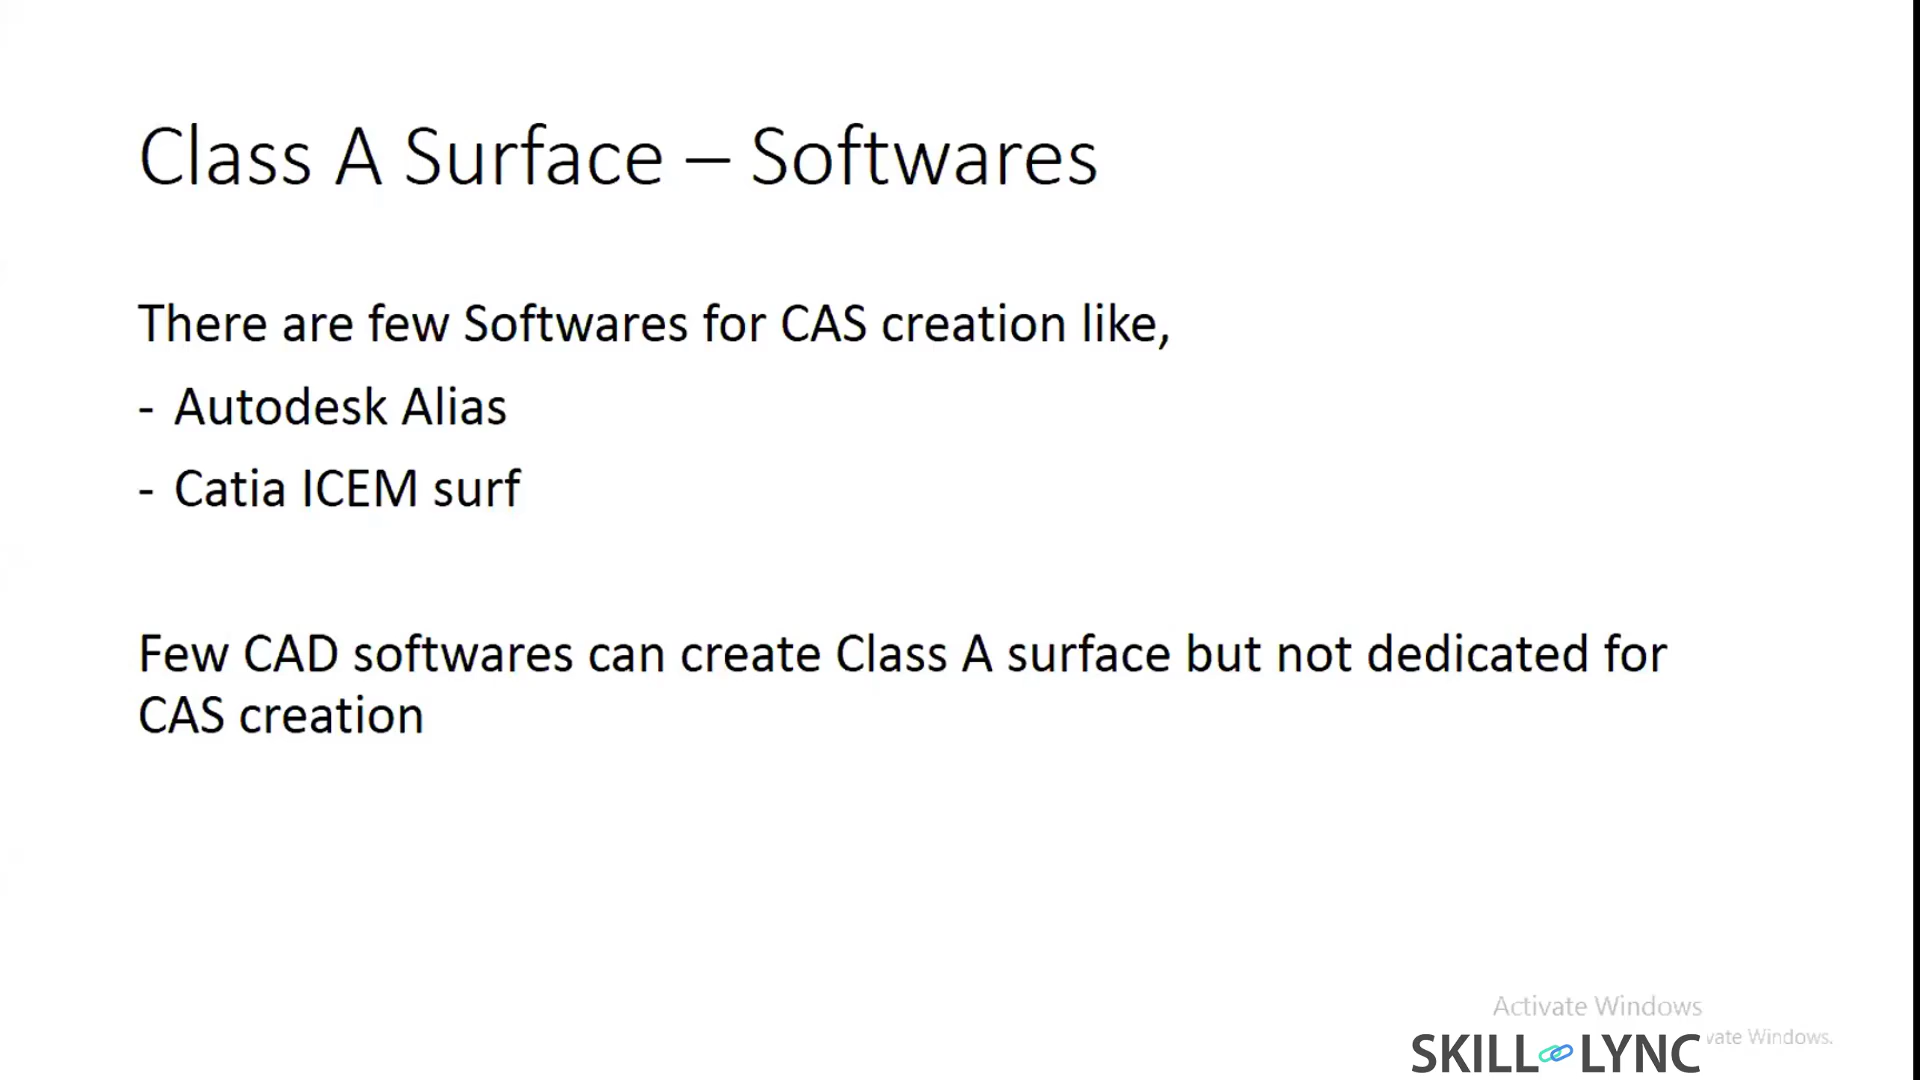 Class A Surface – Softwares
There are few Softwares for CAS creation like,
- Autodesk Alias
- Catia ICEM surf
Few CAD softwares can create Class A surface but not dedicated for
CAS creation
Activate Windows
vate Windows.
SKILL LYNC